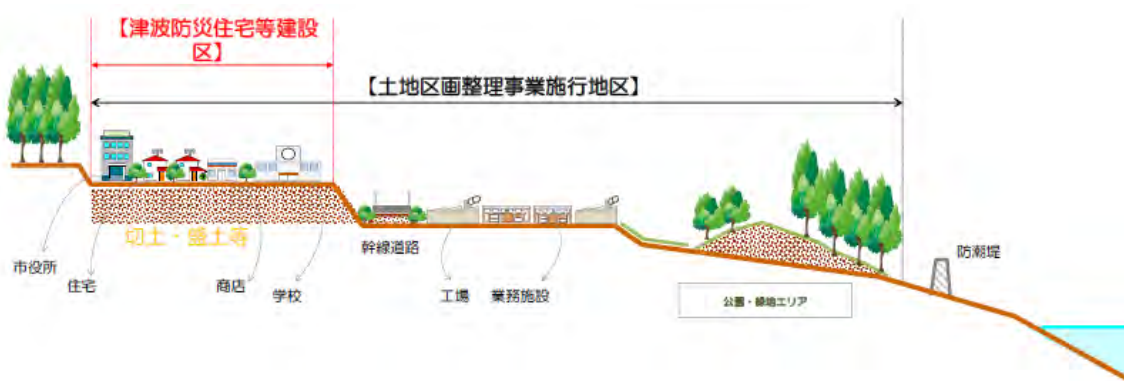 【津波防災住宅等建設
区】
【土地区画整理事業施行地区】
切土・盛土等
市役所
住宅
商店
学校
幹線道路
工場
業務施設
公園・緑地エリア
防潮堤